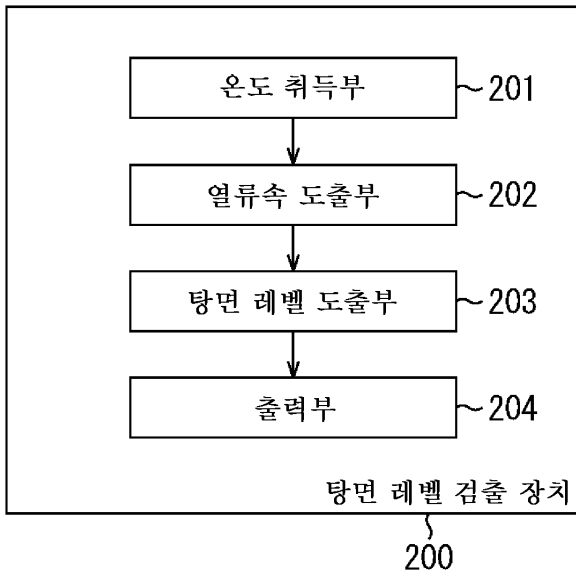 온도 취득부
201
열류속 도출부
202
탕면 레벨 도출부
203
출력부
204
탕면 레벨 검출 장치
200